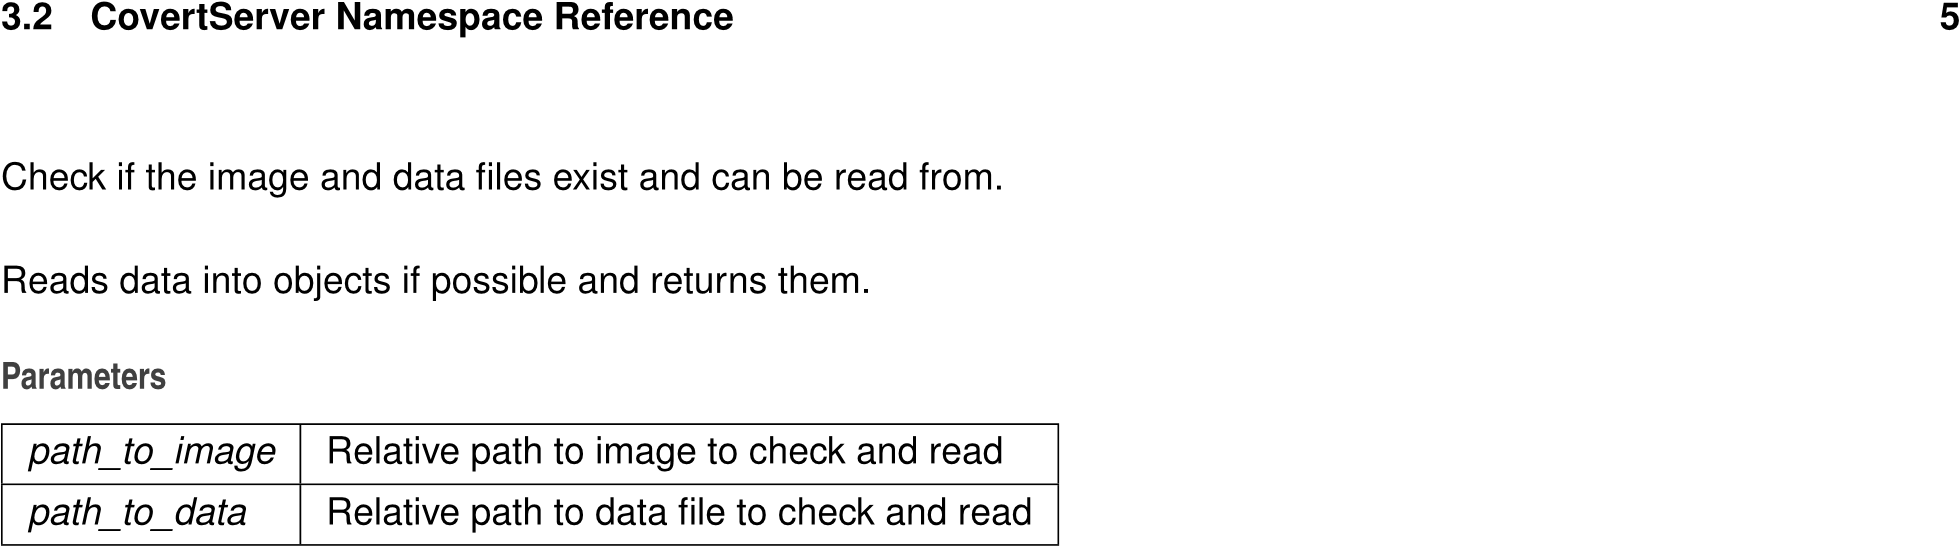 3.2 CovertServer Namespace Reference 5
Check if the image and data files exist and can be read from.
Reads data into objects if possible and returns them.
Parameters
path_to_image Relative path to image to check and read
path_to_data Relative path to data file to check and read